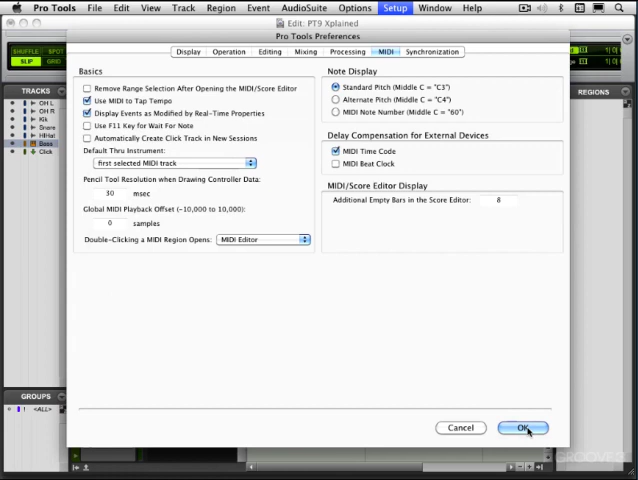 Pro Tools File Edit View Track Region Event AudioSuite Options Setup Window Help
Edit: PT9 Xplained
Pro Tools Preferences
SHUFFLE SPOT
SLIP GRID
Display Operation Editing Mixing Processing MIDI Synchronization
Basics
Remove Range Selection After Opening the MIDI/Score Editor
Use MIDI to Tap Tempo
Display Events as Modified by Real-Time Properties
Use F11 Key for Wait For Note
Automatically Create Click Track in New Sessions
Default Thru Instrument:
first selected MIDI track
Pencil Tool Resolution when Drawing Controller Data:
30 msec
Global MIDI Playback Offset (-10,000 to 10,000):
0 samples
Double-Clicking a MIDI Region Opens: MIDI Editor
Note Display
Standard Pitch (Middle C = "C3")
Alternate Pitch (Middle C = "C4")
MIDI Note Number (Middle C = "60")
Delay Compensation for External Devices
MIDI Time Code
MIDI Beat Clock
MIDI/Score Editor Display
Additional Empty Bars in the Score Editor: 8
TRACKS
OH L
OH R
Kik
Snare
HiHat
Bass
Click
REGIONS
GROUPS
! <ALL>
Cancel OK
GROOVE3